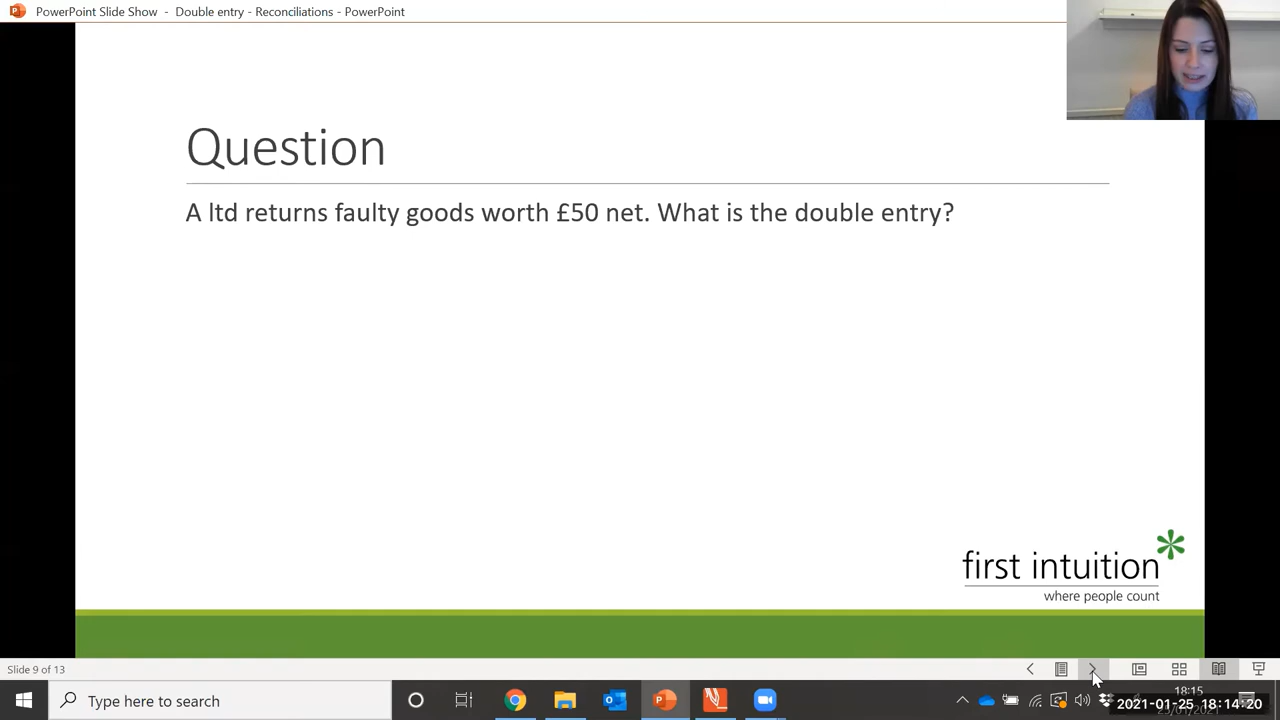 PowerPoint Slide Show - Double entry - Reconciliations - PowerPoint
Question
A ltd returns faulty goods worth £50 net. What is the double entry?
first intuition
where people count
Slide 9 of 13
Type here to search
18:15
2021-01-25 18:14:20